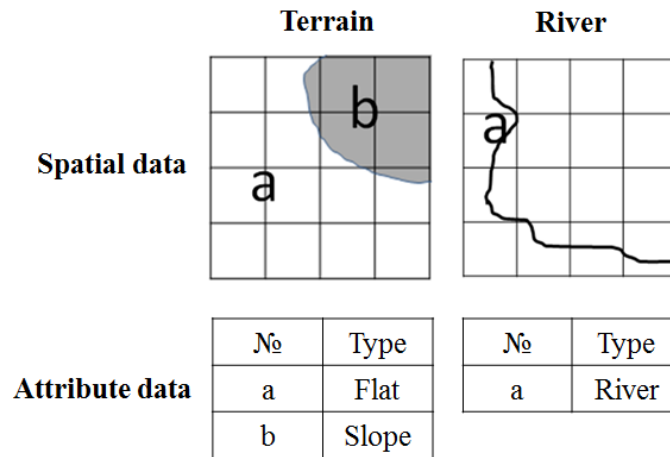 Terrain
River
Spatial data
a
b
a
Attribute data
№ Type
a Flat
b Slope
№ Type
a River